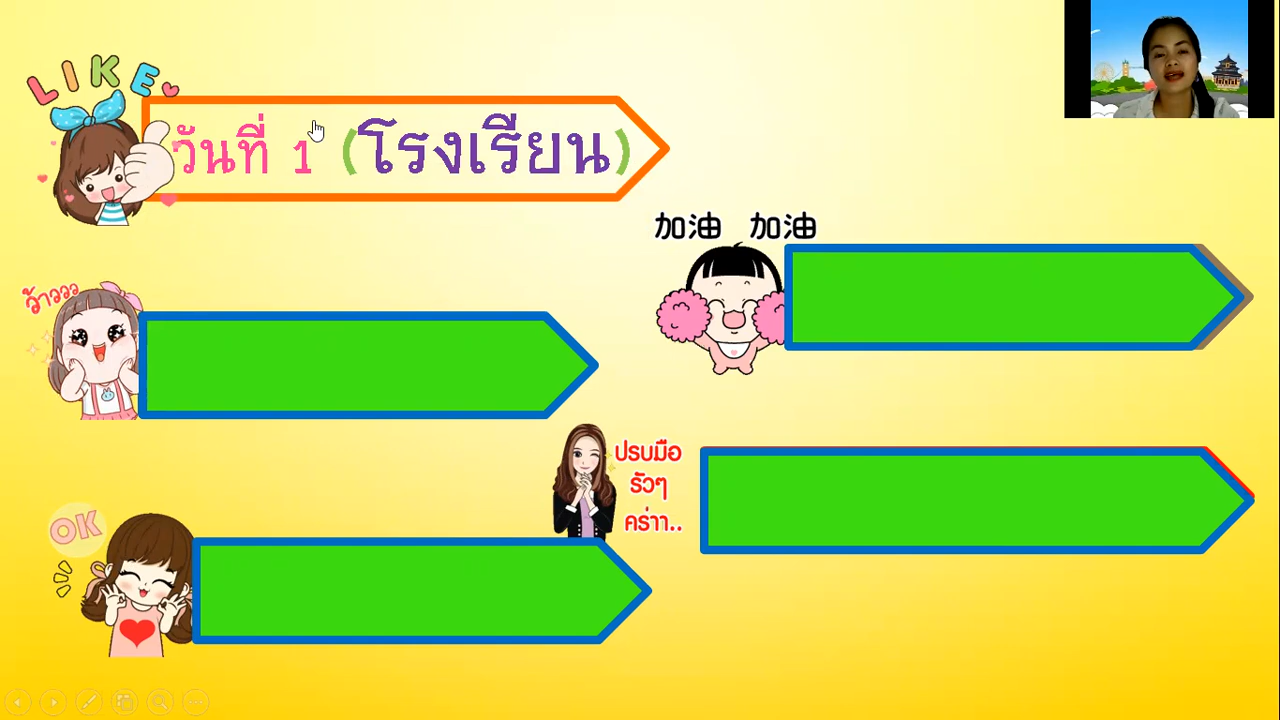 LIKE
วันที่ 1 (โรงเรียน)
加油 加油
ว้าววว
ปรบมือ
รัวๆ
คร่าา..
OK